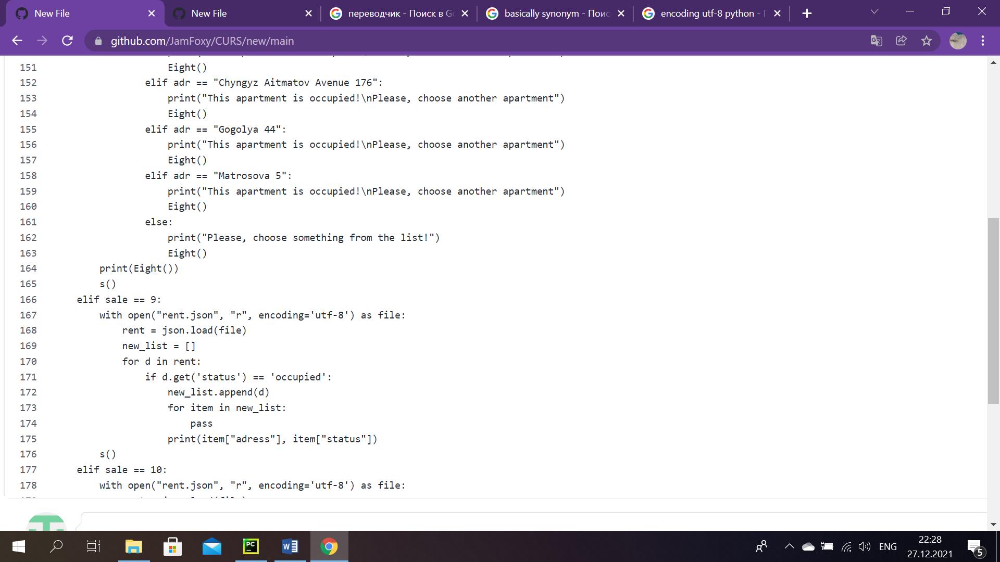 New File
New File
переводчик - Поиск в Go
basically synonym - Поис
encoding utf-8 python - П
github.com/JamFoxy/CURS/new/main
151 Eight()
152 elif adr == "Chyngyz Aitmatov Avenue 176":
153 print("This apartment is occupied!\nPlease, choose another apartment")
154 Eight()
155 elif adr == "Gogolya 44":
156 print("This apartment is occupied!\nPlease, choose another apartment")
157 Eight()
158 elif adr == "Matrosova 5":
159 print("This apartment is occupied!\nPlease, choose another apartment")
160 Eight()
161 else:
162 print("Please, choose something from the list!")
163 Eight()
164 print(Eight())
165 s()
166 elif sale == 9:
167 with open("rent.json", "r", encoding='utf-8') as file:
168 rent = json.load(file)
169 new_list = []
170 for d in rent:
171 if d.get('status') == 'occupied':
172 new_list.append(d)
173 for item in new_list:
174 pass
175 print(item["adress"], item["status"])
176 s()
177 elif sale == 10:
178 with open("rent.json", "r", encoding='utf-8') as file:
PC
W
ENG
22:28
27.12.2021
5